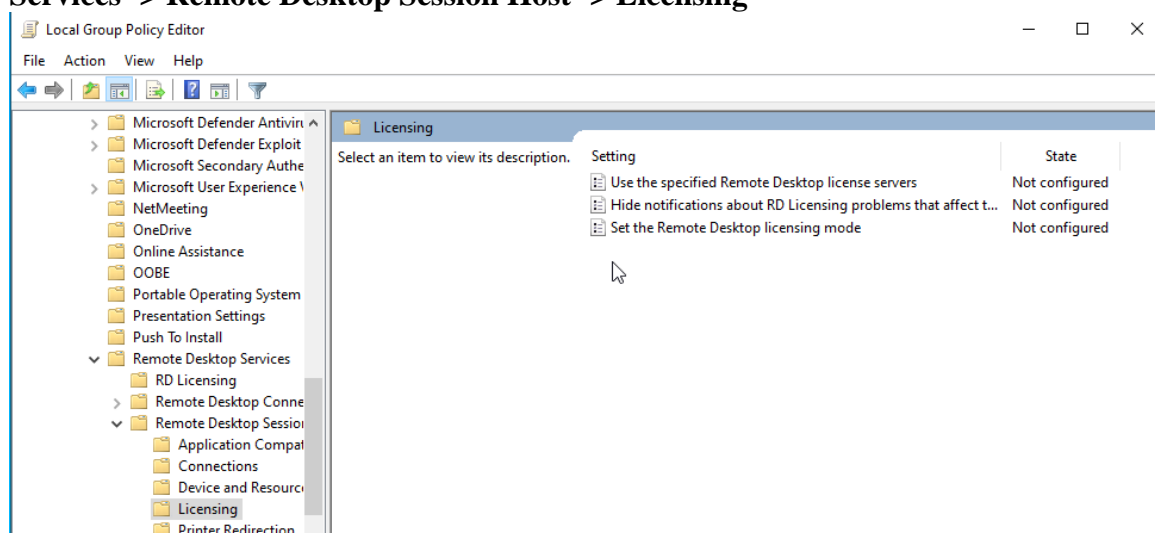 Services -> Remote Desktop Session Host -> Licensing
Local Group Policy Editor
File Action View Help
Microsoft Defender Antiviru
Microsoft Defender Exploit
Microsoft Secondary Authe
Microsoft User Experience V
NetMeeting
OneDrive
Online Assistance
OOBE
Portable Operating System
Presentation Settings
Push To Install
Remote Desktop Services
RD Licensing
Remote Desktop Conne
Remote Desktop Session
Application Compat
Connections
Device and Resource
Licensing
Printer Redirection
Licensing
Select an item to view its description.
Setting State
Use the specified Remote Desktop license servers Not configured
Hide notifications about RD Licensing problems that affect t... Not configured
Set the Remote Desktop licensing mode Not configured